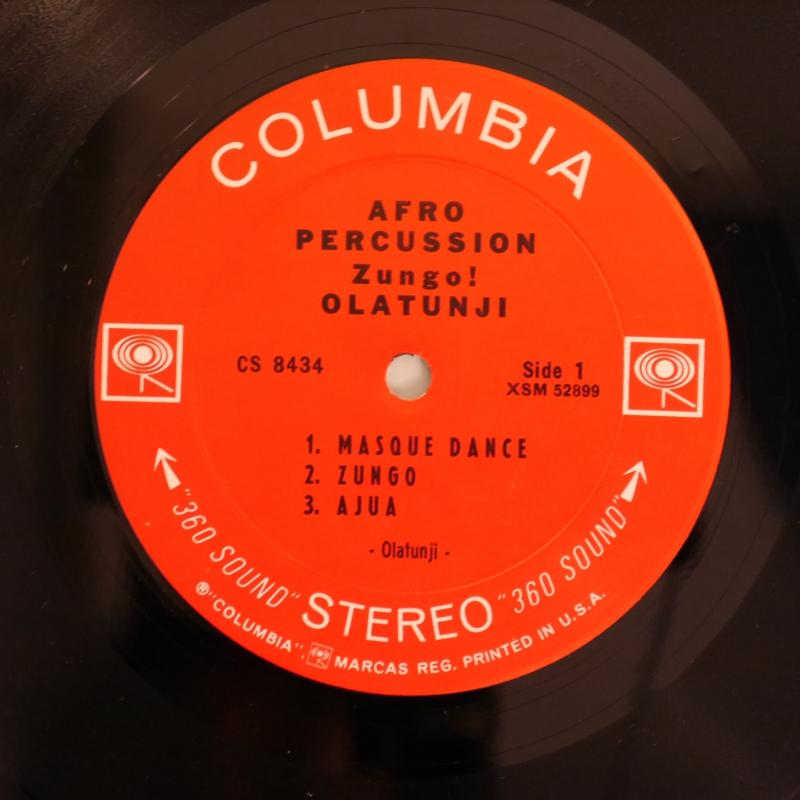 COLUMBIA
AFRO
PERCUSSION
Zungo!
OLATUNJI
CS 8434
Side 1
XSM 52899
1. MASQUE DANCE
2. ZUNGO
3. AJUA
- Olatunji -
"360 SOUND" STEREO "360 SOUND"
® "COLUMBIA", MARCAS REG. PRINTED IN U.S.A.